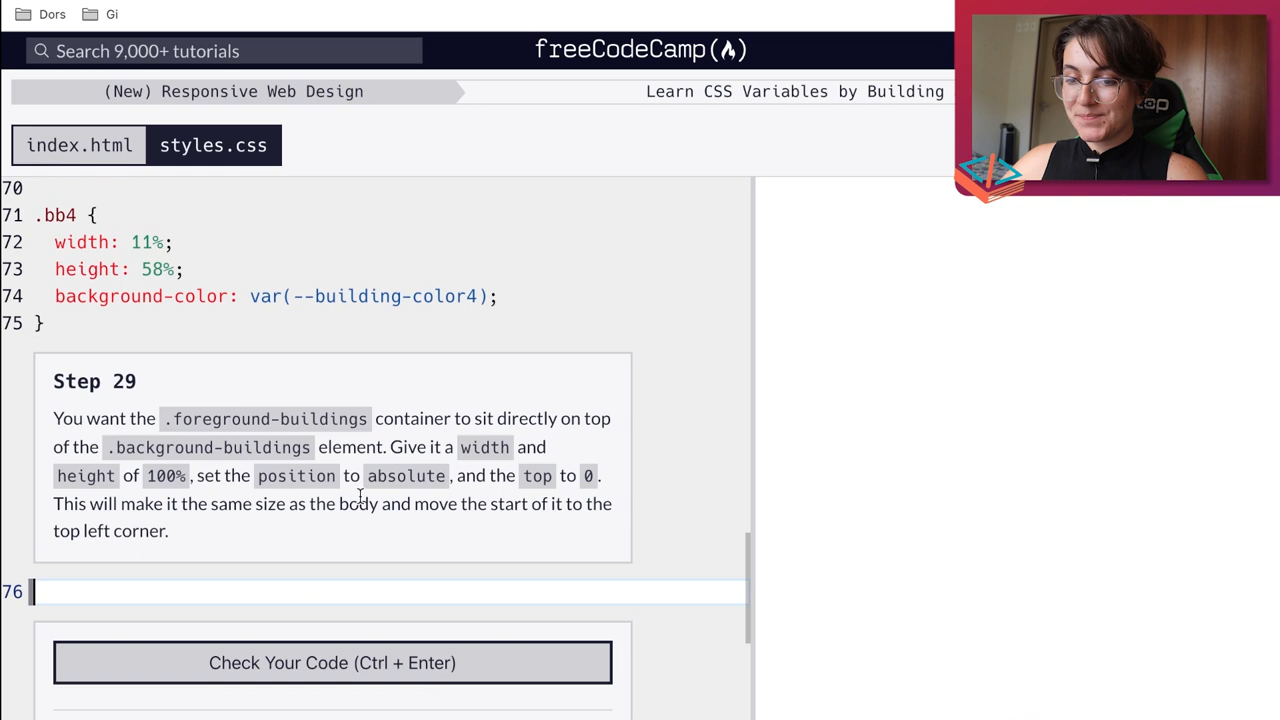 Dors Gi
Search 9,000+ tutorials
freeCodeCamp(🔥)
(New) Responsive Web Design
Learn CSS Variables by Building
index.html
styles.css
70
71 .bb4 {
72 width: 11%;
73 height: 58%;
74 background-color: var(--building-color4);
75 }
Step 29
You want the .foreground-buildings container to sit directly on top
of the .background-buildings element. Give it a width and
height of 100%, set the position to absolute, and the top to 0.
This will make it the same size as the body and move the start of it to the
top left corner.
76
Check Your Code (Ctrl + Enter)